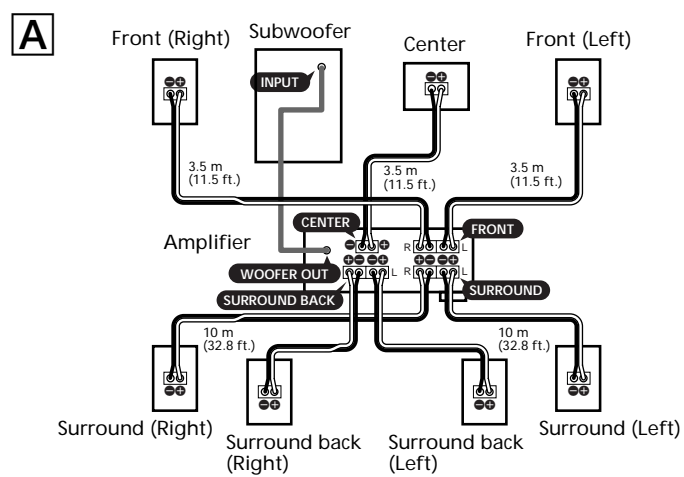 A
Front (Right)
Subwoofer
Center
Front (Left)
INPUT
3.5 m
(11.5 ft.)
3.5 m
(11.5 ft.)
3.5 m
(11.5 ft.)
Amplifier
CENTER
FRONT
R
L
WOOFER OUT
L
R
L
SURROUND BACK
SURROUND
10 m
(32.8 ft.)
10 m
(32.8 ft.)
Surround (Right)
Surround back
(Right)
Surround back
(Left)
Surround (Left)